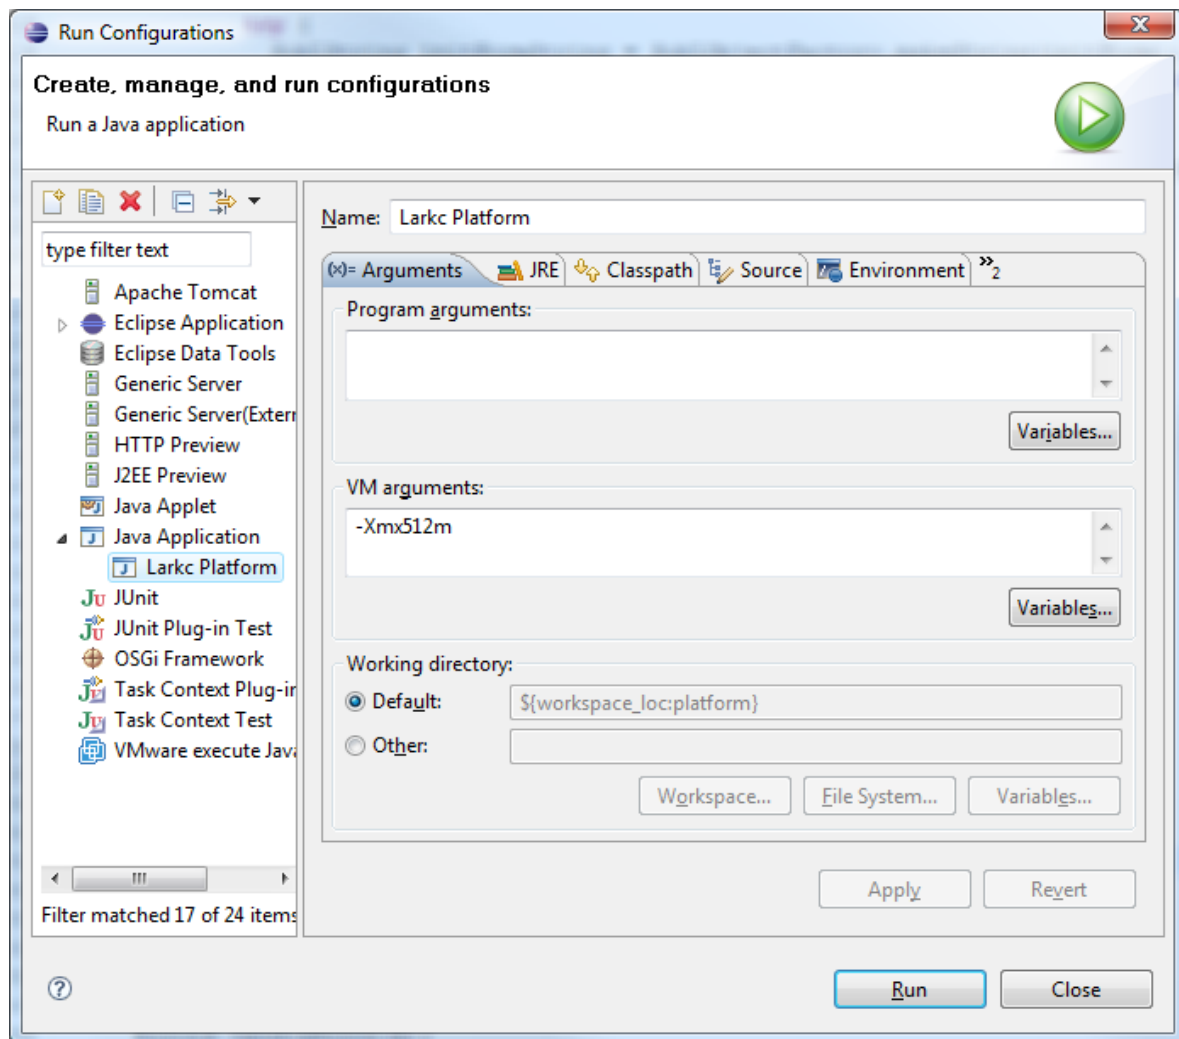 Run Configurations
Create, manage, and run configurations
Run a Java application
type filter text
Apache Tomcat
Eclipse Application
Eclipse Data Tools
Generic Server
Generic Server(Extern
HTTP Preview
J2EE Preview
Java Applet
Java Application
Larkc Platform
JUnit
JUnit Plug-in Test
OSGi Framework
Task Context Plug-in
Task Context Test
VMware execute Java
Filter matched 17 of 24 items
Name: Larkc Platform
(x)= Arguments JRE Classpath Source Environment »2
Program arguments:
Variables...
VM arguments:
-Xmx512m
Variables...
Working directory:
Default: ${workspace_loc:platform}
Other:
Workspace... File System... Variables...
Apply Revert
Run Close